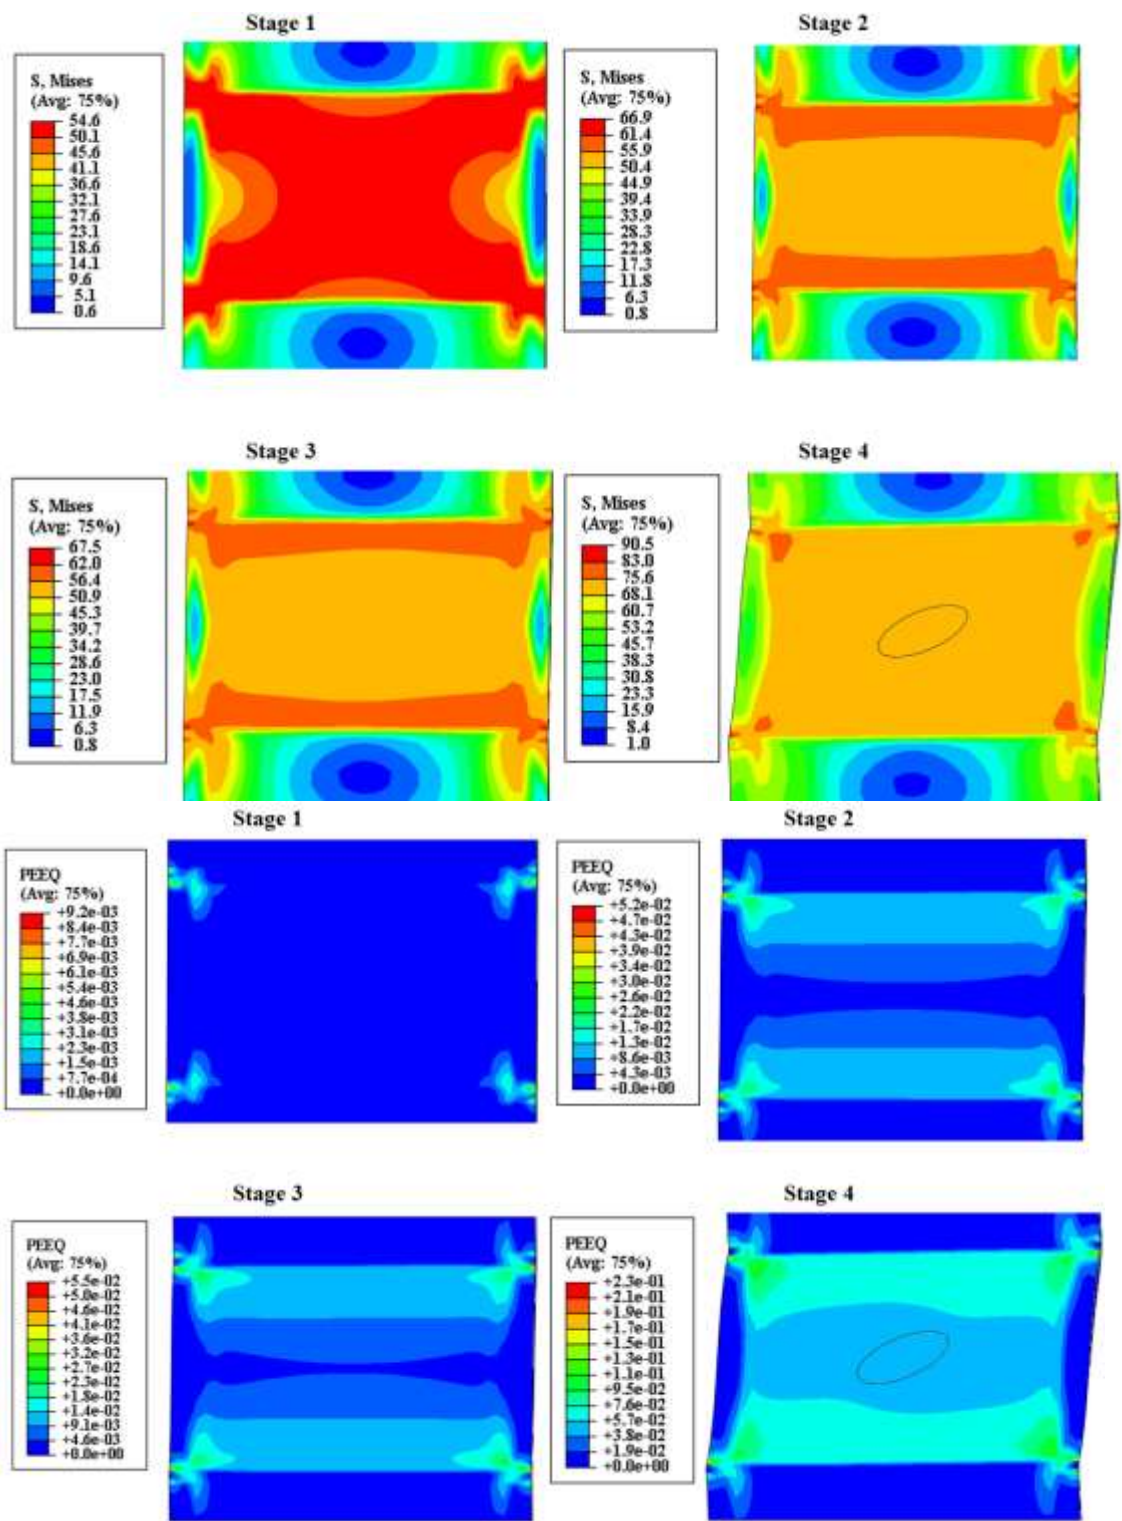 Stage 1
S, Mises
(Avg: 75%)
54.6
50.1
45.6
41.1
36.6
32.1
27.6
23.1
18.6
14.1
9.6
5.1
0.6
Stage 2
S, Mises
(Avg: 75%)
66.9
61.4
55.9
50.4
44.9
39.4
33.9
28.3
22.8
17.3
11.8
6.3
0.8
Stage 3
S, Mises
(Avg: 75%)
67.5
62.0
56.4
50.9
45.3
39.7
34.2
28.6
23.0
17.5
11.9
6.3
0.8
Stage 4
S, Mises
(Avg: 75%)
90.5
83.0
75.6
68.1
60.7
53.2
45.7
38.3
30.8
23.3
15.9
8.4
1.0
Stage 1
PEEQ
(Avg: 75%)
+9.2e-03
+8.4e-03
+7.7e-03
+6.9e-03
+6.1e-03
+5.4e-03
+4.6e-03
+3.8e-03
+3.1e-03
+2.3e-03
+1.5e-03
+7.7e-04
+0.0e+00
Stage 2
PEEQ
(Avg: 75%)
+5.2e-02
+4.7e-02
+4.3e-02
+3.9e-02
+3.4e-02
+3.0e-02
+2.6e-02
+2.2e-02
+1.7e-02
+1.3e-02
+8.6e-03
+4.3e-03
+0.0e+00
Stage 3
PEEQ
(Avg: 75%)
+5.5e-02
+5.0e-02
+4.6e-02
+4.1e-02
+3.6e-02
+3.2e-02
+2.7e-02
+2.3e-02
+1.8e-02
+1.4e-02
+9.1e-03
+4.6e-03
+0.0e+00
Stage 4
PEEQ
(Avg: 75%)
+2.3e-01
+2.1e-01
+1.9e-01
+1.7e-01
+1.5e-01
+1.3e-01
+1.1e-01
+9.5e-02
+7.6e-02
+5.7e-02
+3.8e-02
+1.9e-02
+0.0e+00